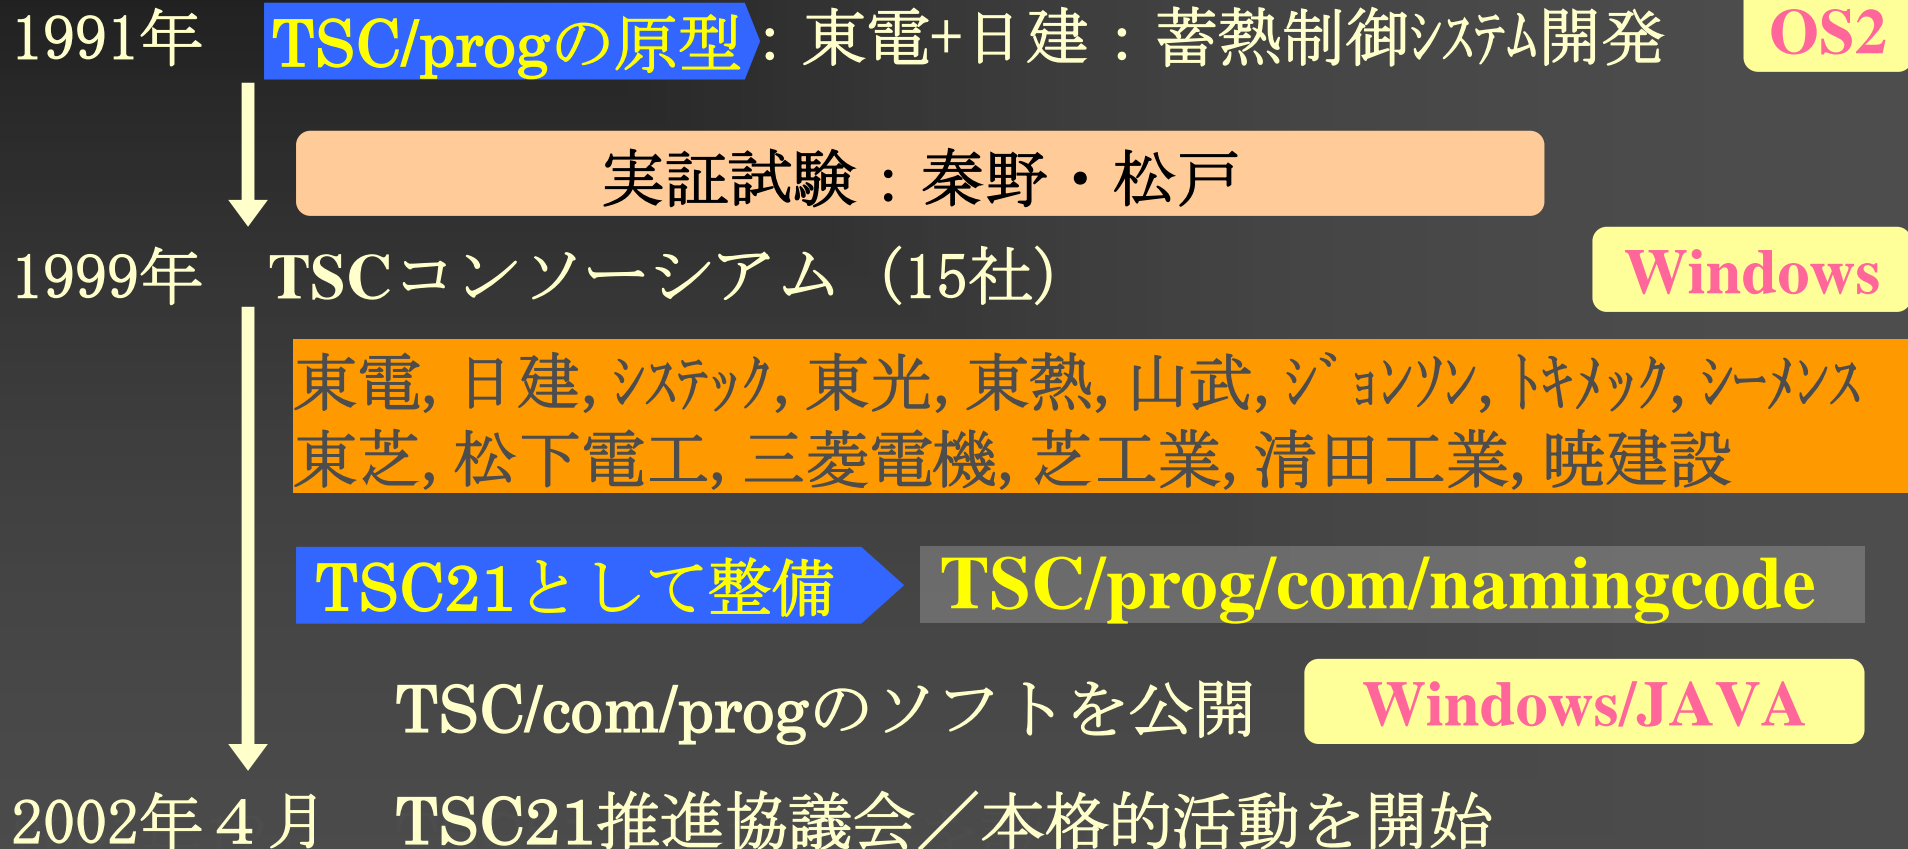 1991年 TSC/progの原型：東電+日建：蓄熱制御ｼｽﾃﾑ開発 OS2
実証試験：秦野・松戸
1999年 TSCコンソーシアム（15社） Windows
東電, 日建, ｼｽﾃｯｸ, 東光, 東熱, 山武, ｼﾞｮﾝｿﾝ, ﾄｷﾒｯｸ, ｼｰﾒﾝｽ
東芝, 松下電工, 三菱電機, 芝工業, 清田工業, 暁建設
TSC21として整備 TSC/prog/com/namingcode
TSC/com/progのソフトを公開 Windows/JAVA
2002年４月 TSC21推進協議会／本格的活動を開始